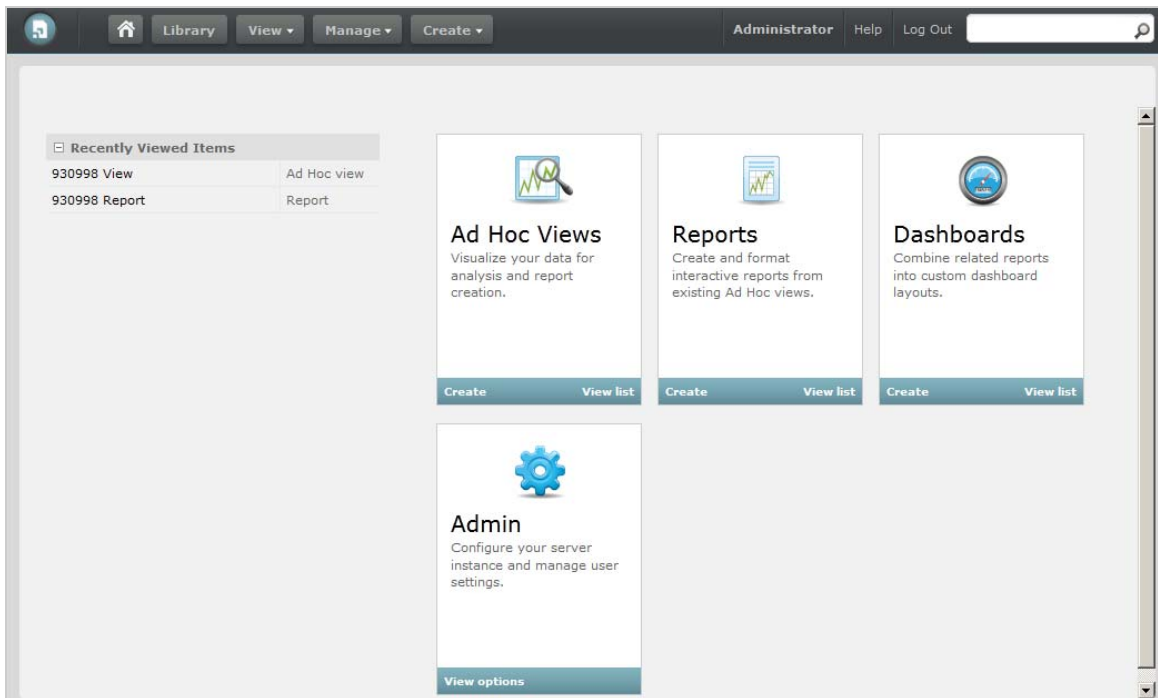 Library View Manage Create Administrator Help Log Out
Recently Viewed Items
930998 View Ad Hoc view
930998 Report Report
Ad Hoc Views
Visualize your data for
analysis and report
creation.
Create View list
Reports
Create and format
interactive reports from
existing Ad Hoc views.
Create View list
Dashboards
Combine related reports
into custom dashboard
layouts.
Create View list
Admin
Configure your server
instance and manage user
settings.
View options